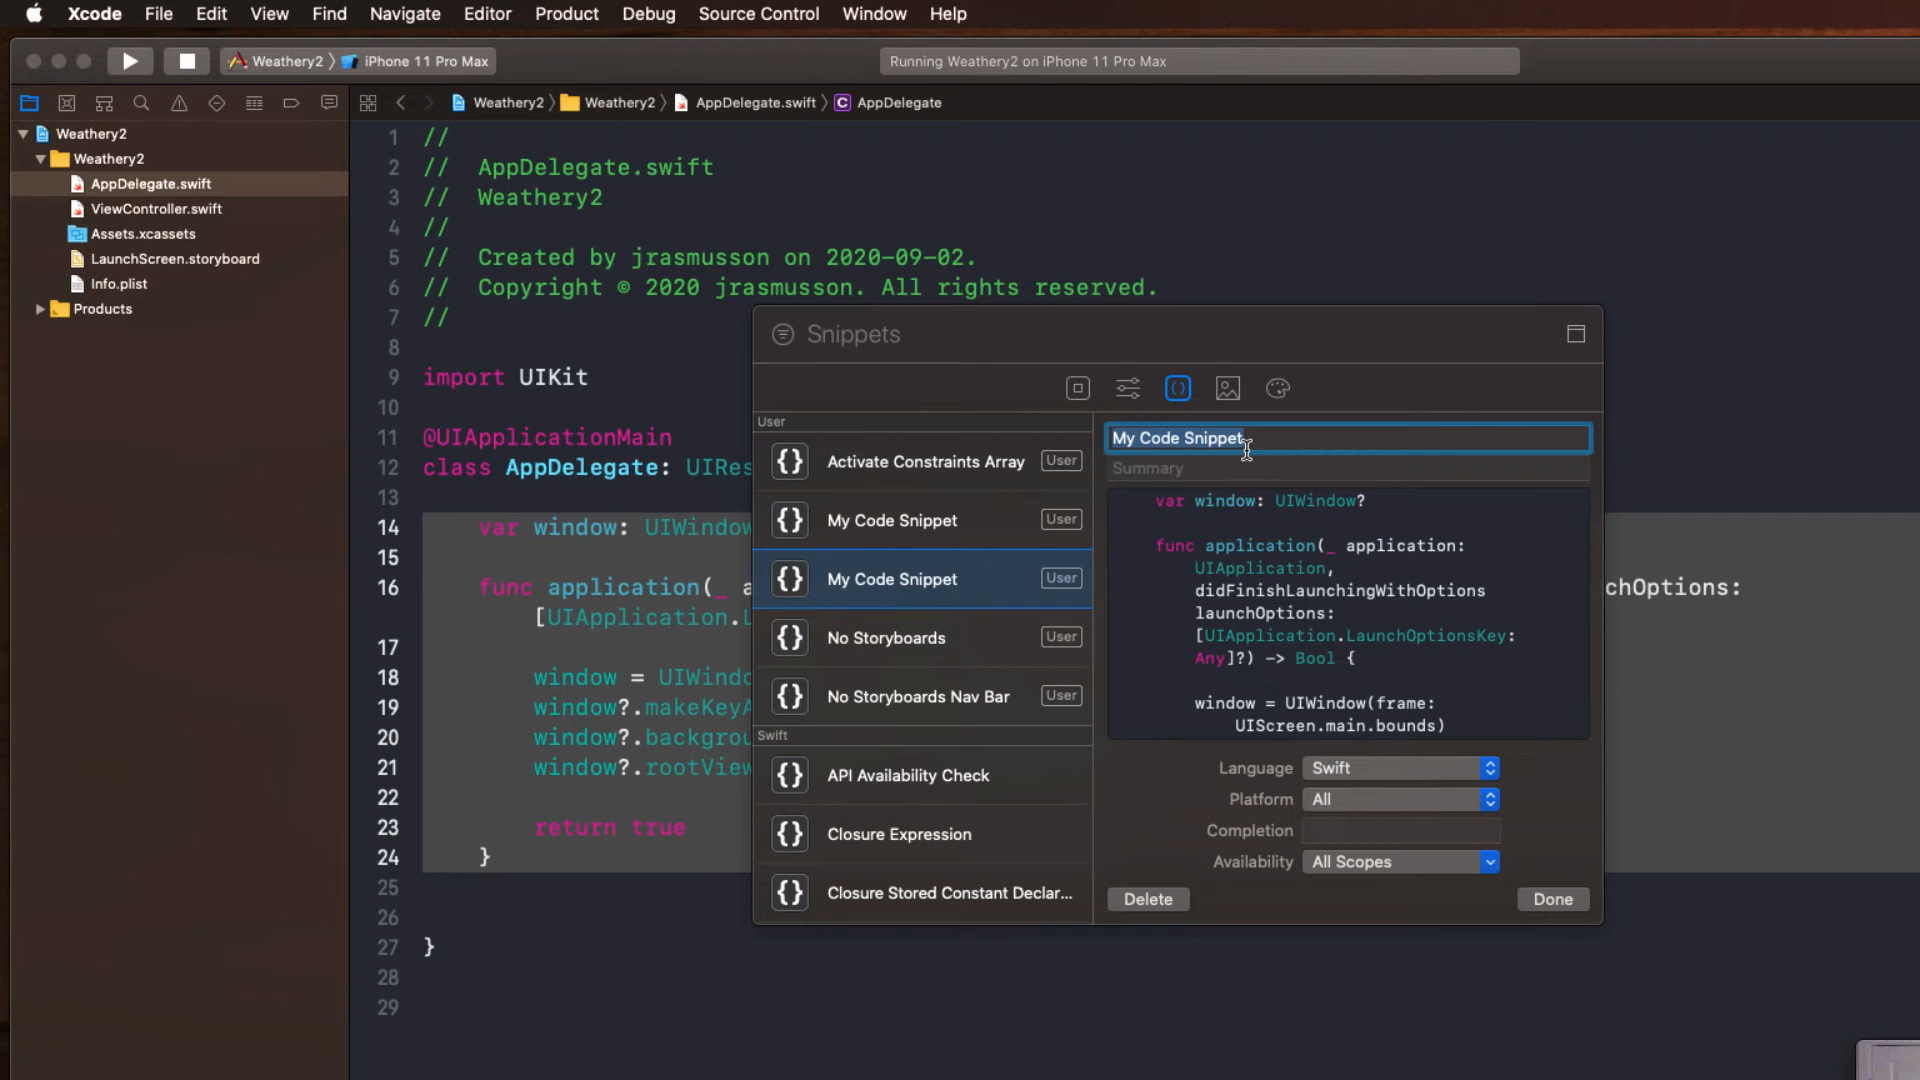 Xcode File Edit View Find Navigate Editor Product Debug Source Control Window Help
Weathery2 iPhone 11 Pro Max
Running Weathery2 on iPhone 11 Pro Max
Weathery2 Weathery2 AppDelegate.swift C AppDelegate
Weathery2
Weathery2
AppDelegate.swift
ViewController.swift
Assets.xcassets
LaunchScreen.storyboard
Info.plist
Products
1 //
2 // AppDelegate.swift
3 // Weathery2
4 //
5 // Created by jrasmusson on 2020-09-02.
6 // Copyright © 2020 jrasmusson. All rights reserved.
7 //
8
9 import UIKit
10
11 @UIApplicationMain
12 class AppDelegate: UIRes
13
14 var window: UIWindow
15
16 func application(_ a
chOptions:
[UIApplication.L
17
18 window = UIWindo
19 window?.makeKeyA
20 window?.backgrou
21 window?.rootView
22
23 return true
24 }
25
26
27 }
28
29
Snippets
User
{} Activate Constraints Array User
{} My Code Snippet User
{} My Code Snippet User
{} No Storyboards User
{} No Storyboards Nav Bar User
Swift
{} API Availability Check
{} Closure Expression
{} Closure Stored Constant Declar...
My Code Snippet
Summary
var window: UIWindow?
func application(_ application:
UIApplication,
didFinishLaunchingWithOptions
launchOptions:
[UIApplication.LaunchOptionsKey:
Any]?) -> Bool {
window = UIWindow(frame:
UIScreen.main.bounds)
Language Swift
Platform All
Completion
Availability All Scopes
Delete Done